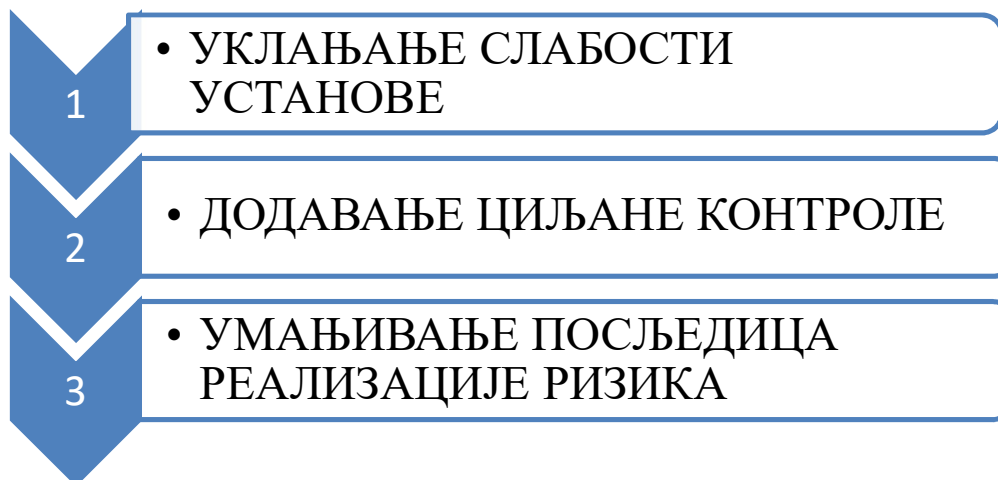 1
• УКЛАЊАЊЕ СЛАБОСТИ
УСТАНОВЕ
2
• ДОДАВАЊЕ ЦИЉАНЕ КОНТРОЛЕ
3
• УМАЊИВАЊЕ ПОСЉЕДИЦА
РЕАЛИЗАЦИЈЕ РИЗИКА